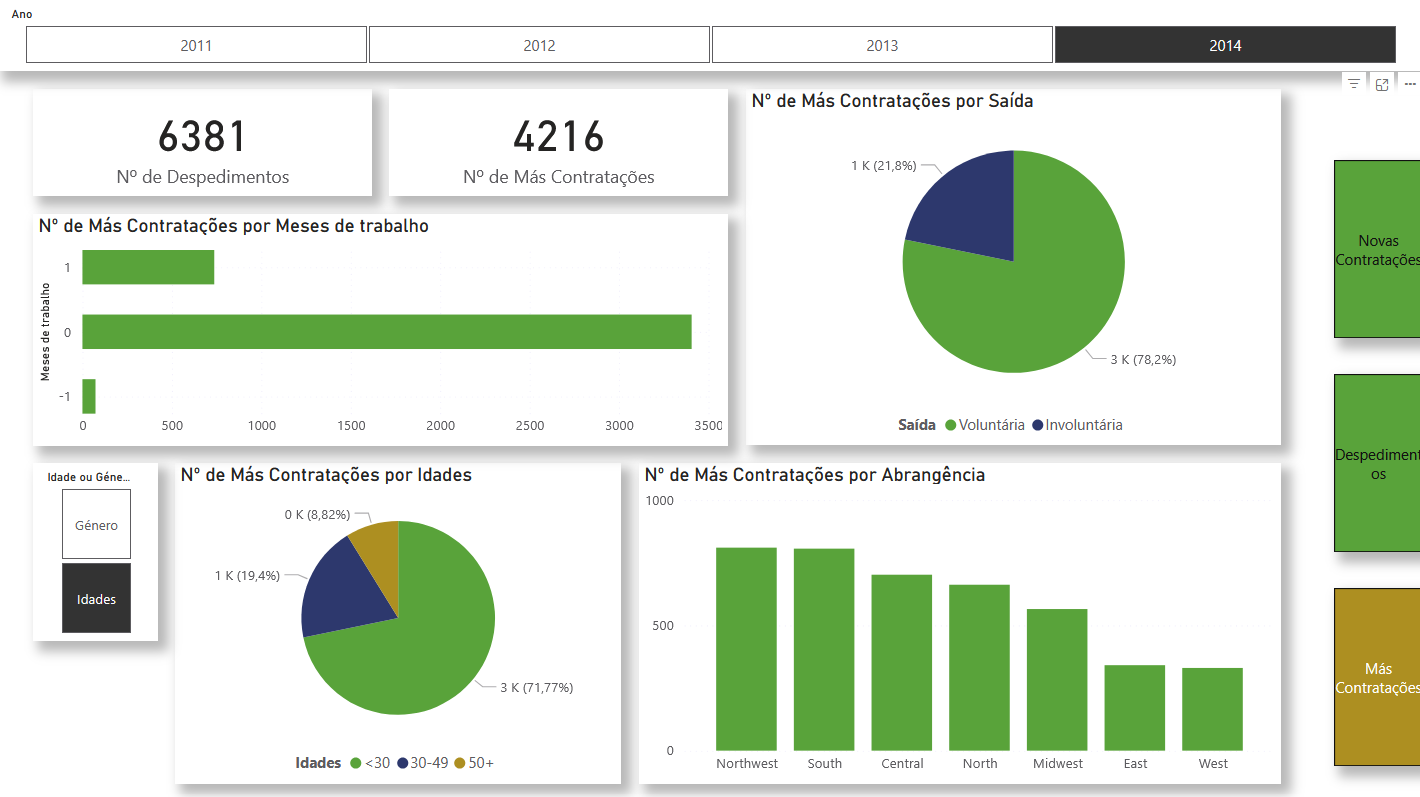 Ano
2011
2012
2013
2014
6381
Nº de Despedimentos
4216
Nº de Más Contratações
Nº de Más Contratações por Saída
1 K (21,8%)
3 K (78,2%)
Saída Voluntária Involuntária
Nº de Más Contratações por Meses de trabalho
Meses de trabalho
1
0
-1
0
500
1000
1500
2000
2500
3000
3500
Idade ou Géne...
Género
Idades
Nº de Más Contratações por Idades
0 K (8,82%)
1 K (19,4%)
3 K (71,77%)
Idades <30 30-49 50+
Nº de Más Contratações por Abrangência
1000
500
0
Northwest
South
Central
North
Midwest
East
West
Novas
Contratações
Despediment
os
Más
Contratações